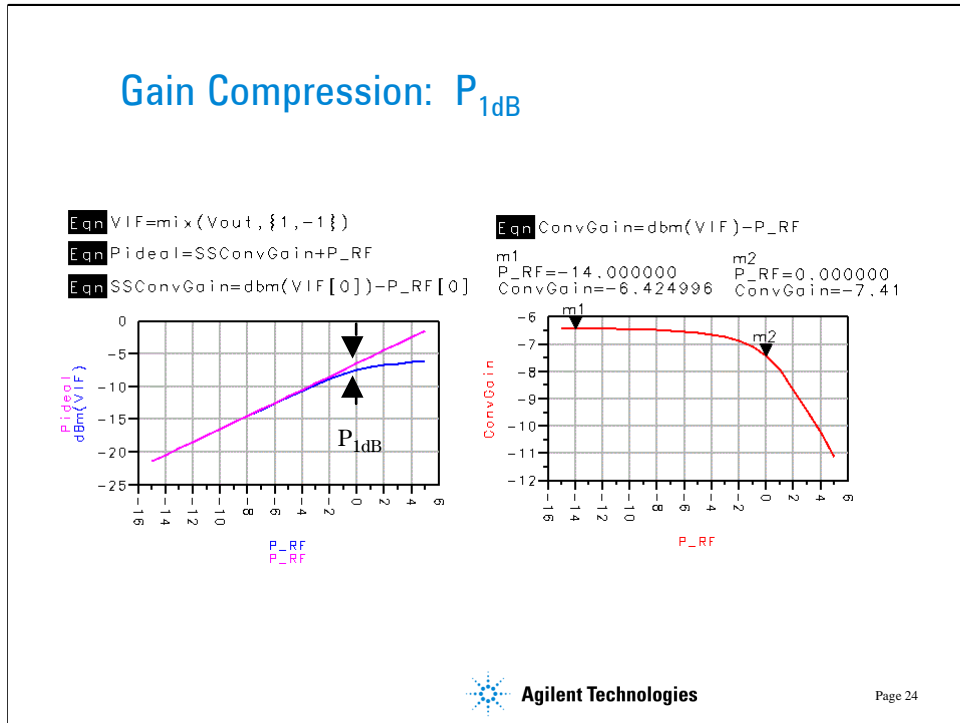 Gain Compression: P1dB
Eqn VIF=mix(Vout,{1,-1})
Eqn Pideal=SSConvGain+P_RF
Eqn SSConvGain=dbm(VIF[0])-P_RF[0]
0
-5
-10
-15
-20
-25
Pideal
dBm(VIF)
P1dB
-16
-14
-12
-10
-8
-6
-4
-2
0
2
4
6
P_RF
P_RF
Eqn ConvGain=dbm(VIF)-P_RF
m1
P_RF=-14.000000
ConvGain=-6.424996
m2
P_RF=0.000000
ConvGain=-7.41
m1
m2
-6
-7
-8
-9
-10
-11
-12
ConvGain
-16
-14
-12
-10
-8
-6
-4
-2
0
2
4
6
P_RF
Agilent Technologies
Page 24